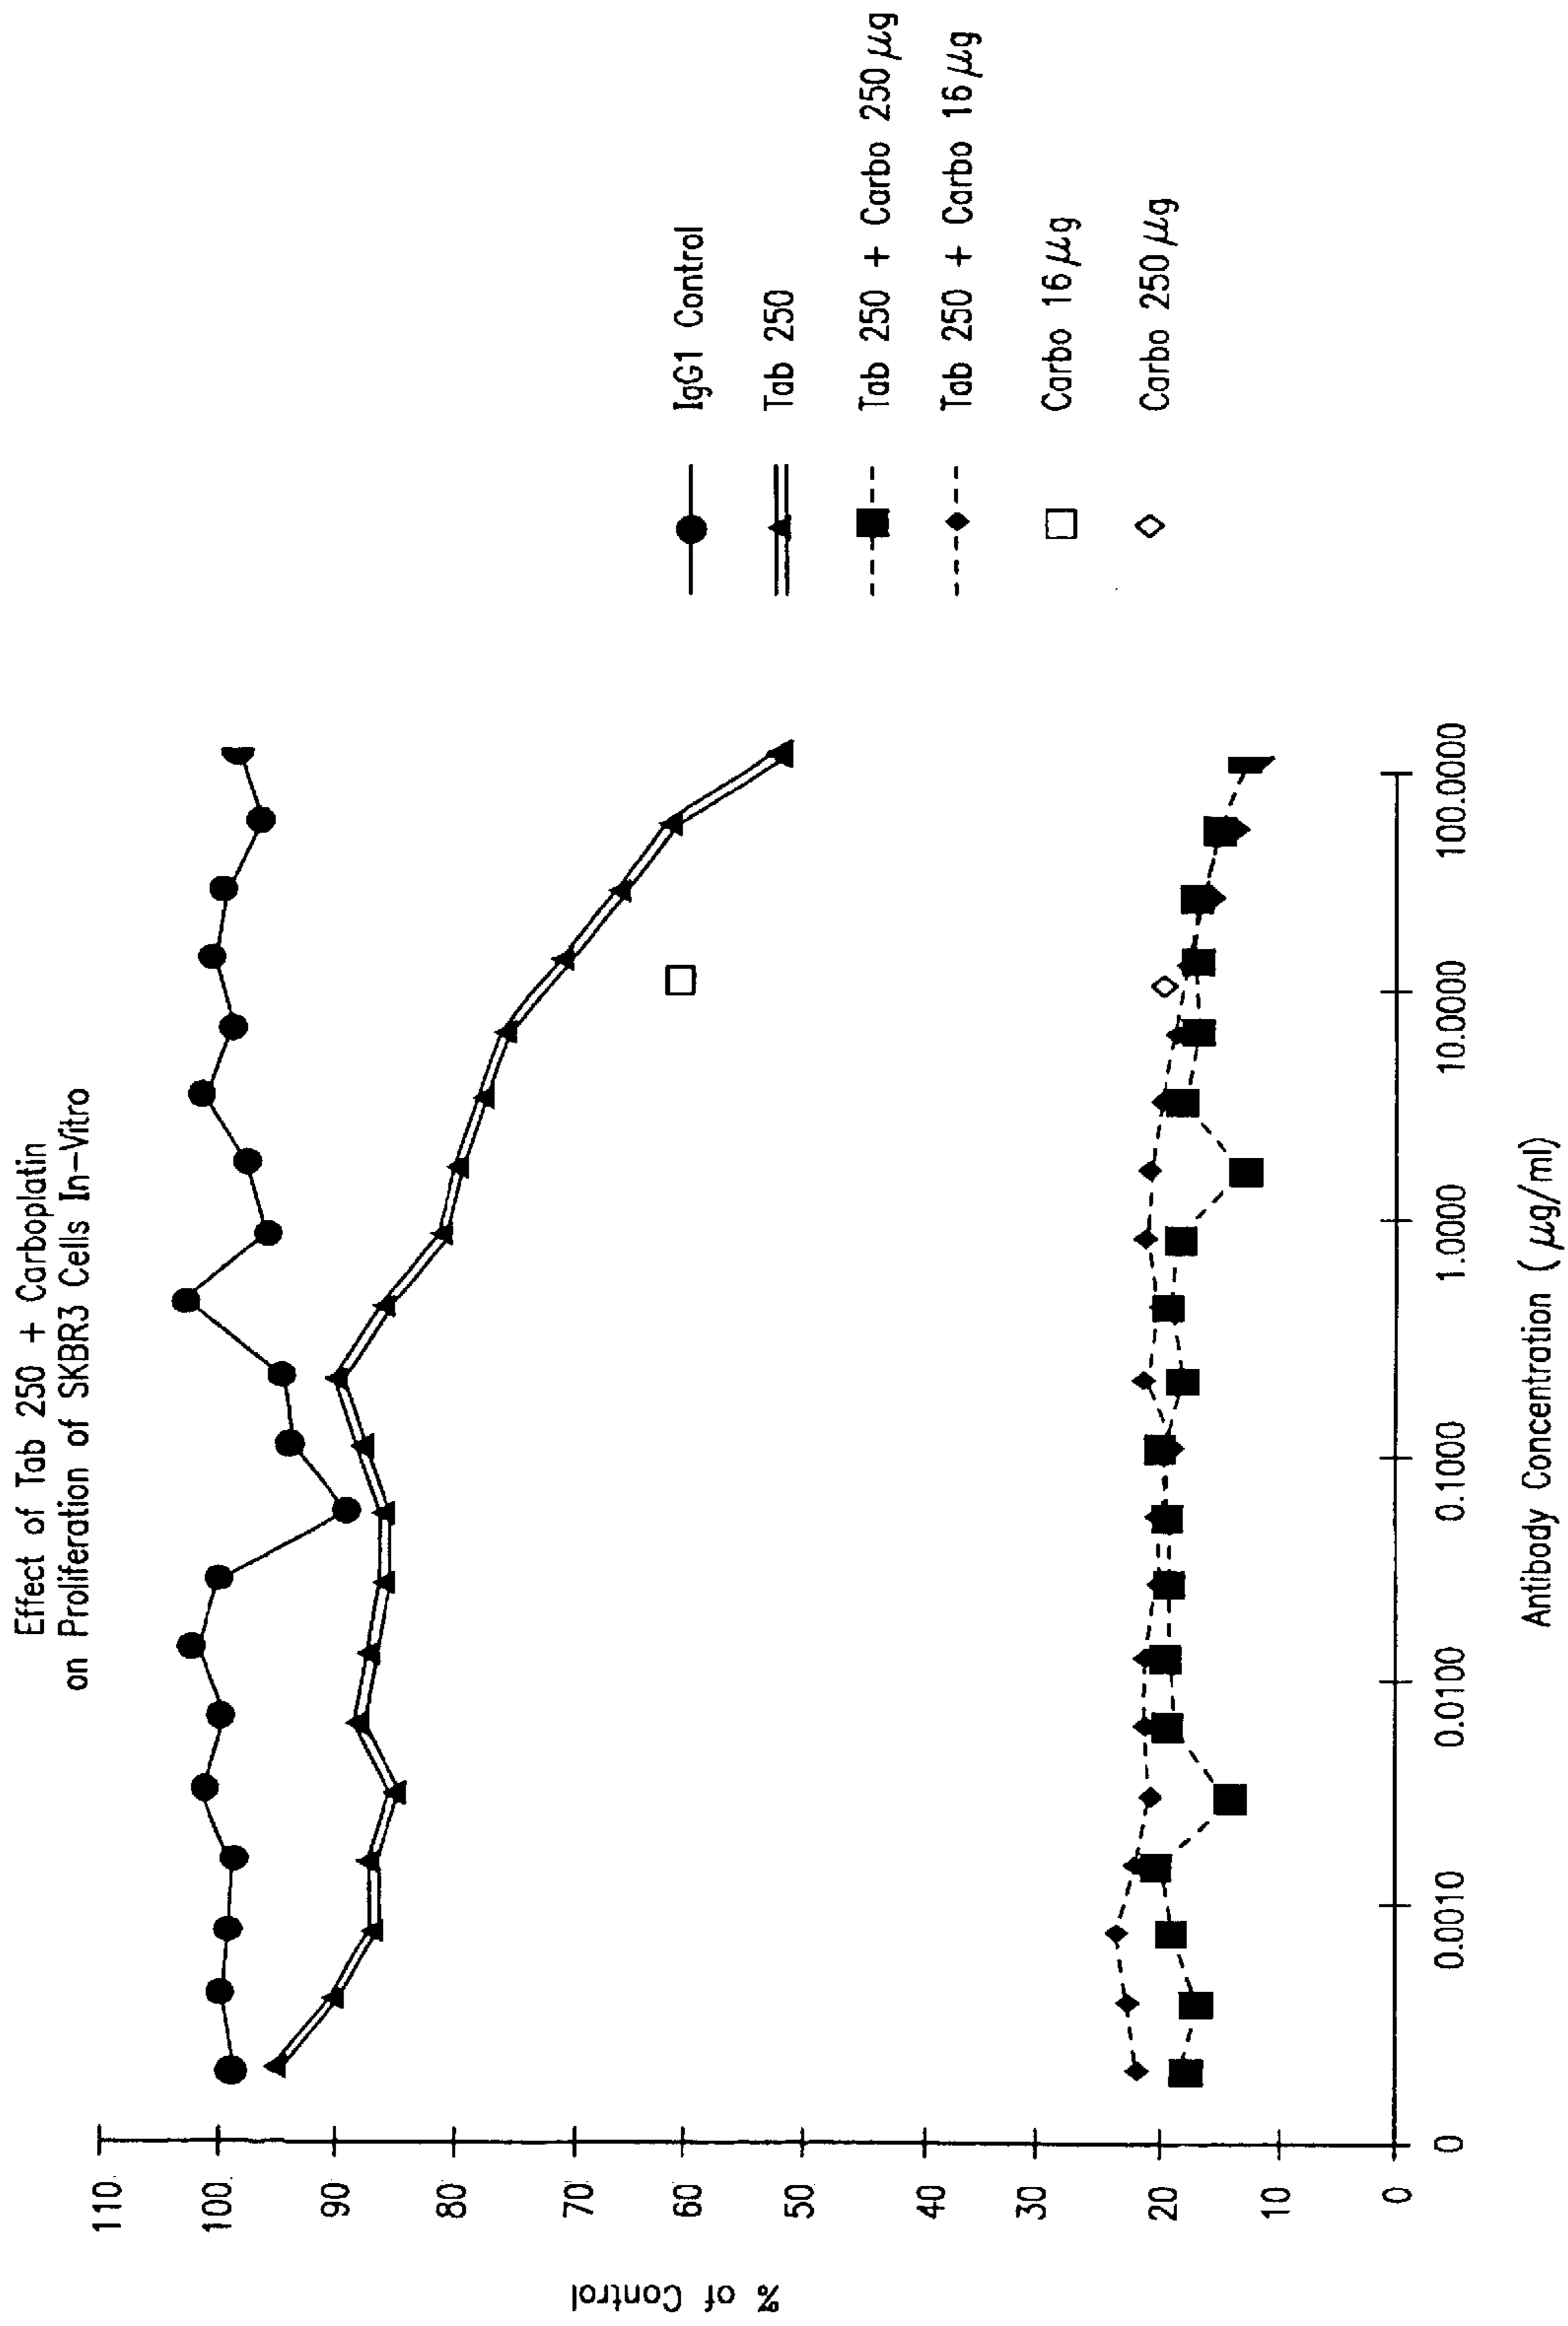 Effect of Tab 250 + Carboplatin
on Proliferation of SKBR3 Cells In-Vitro
% of Control
110
100
90
80
70
60
50
40
30
20
10
0
0
0.0010
0.0100
0.1000
1.0000
10.0000
100.0000
Antibody Concentration ( µg/ml)
IgG1 Control
Tab 250
Tab 250 + Carbo 250 µg
Tab 250 + Carbo 16 µg
Carbo 16 µg
Carbo 250 µg